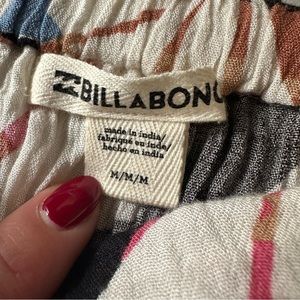 BILLABONG
made in india/
fabriqué en inde/
hecho en india
M/M/M